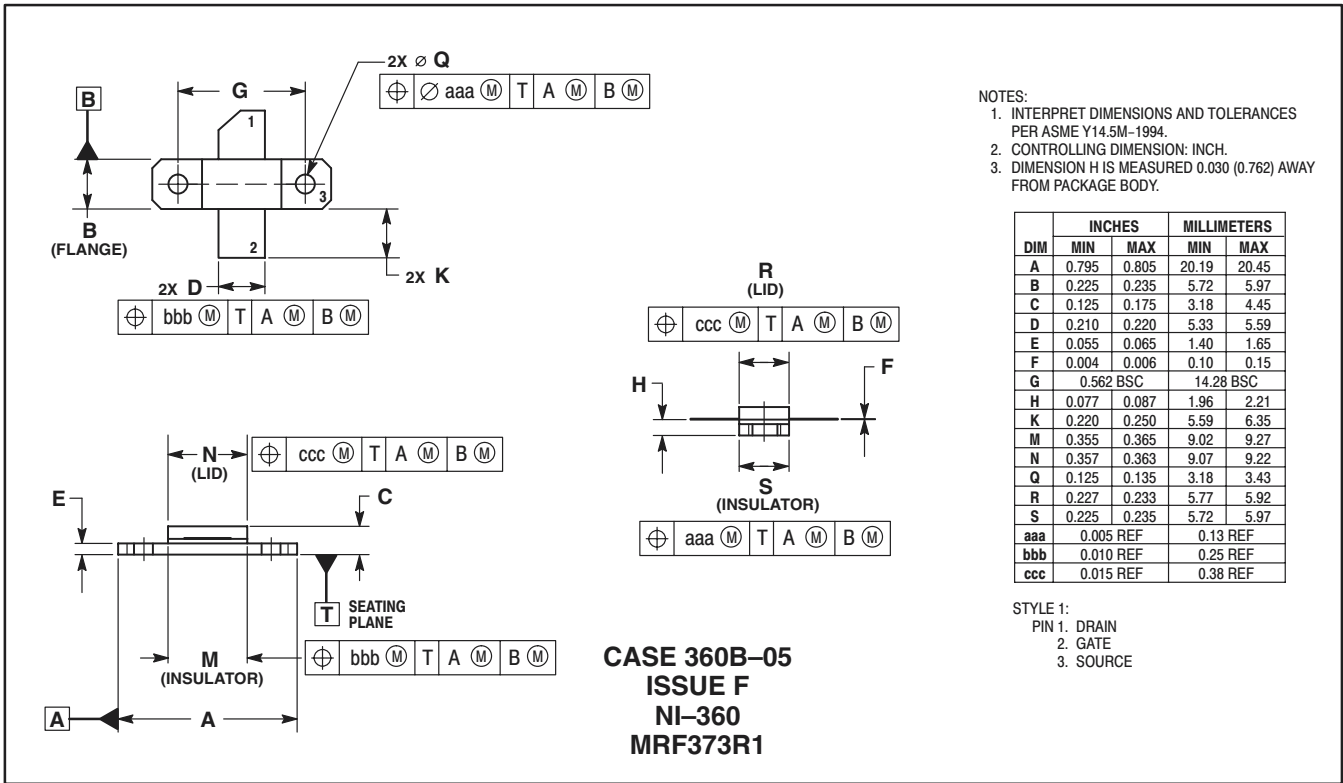 2X ⌀ Q
⌖ ⌀ aaa Ⓜ T A Ⓜ B Ⓜ
G
B
1
3
B
(FLANGE)
2
2X K
2X D
⌖ bbb Ⓜ T A Ⓜ B Ⓜ
R
(LID)
⌖ ccc Ⓜ T A Ⓜ B Ⓜ
H
F
S
(INSULATOR)
⌖ aaa Ⓜ T A Ⓜ B Ⓜ
N
(LID)
⌖ ccc Ⓜ T A Ⓜ B Ⓜ
E
C
T SEATING
PLANE
M
(INSULATOR)
⌖ bbb Ⓜ T A Ⓜ B Ⓜ
A
A
CASE 360B–05
ISSUE F
NI–360
MRF373R1
NOTES:
1. INTERPRET DIMENSIONS AND TOLERANCES
PER ASME Y14.5M–1994.
2. CONTROLLING DIMENSION: INCH.
3. DIMENSION H IS MEASURED 0.030 (0.762) AWAY
FROM PACKAGE BODY.
INCHES MILLIMETERS
DIM MIN MAX MIN MAX
A 0.795 0.805 20.19 20.45
B 0.225 0.235 5.72 5.97
C 0.125 0.175 3.18 4.45
D 0.210 0.220 5.33 5.59
E 0.055 0.065 1.40 1.65
F 0.004 0.006 0.10 0.15
G 0.562 BSC 14.28 BSC
H 0.077 0.087 1.96 2.21
K 0.220 0.250 5.59 6.35
M 0.355 0.365 9.02 9.27
N 0.357 0.363 9.07 9.22
Q 0.125 0.135 3.18 3.43
R 0.227 0.233 5.77 5.92
S 0.225 0.235 5.72 5.97
aaa 0.005 REF 0.13 REF
bbb 0.010 REF 0.25 REF
ccc 0.015 REF 0.38 REF
STYLE 1:
PIN 1. DRAIN
2. GATE
3. SOURCE